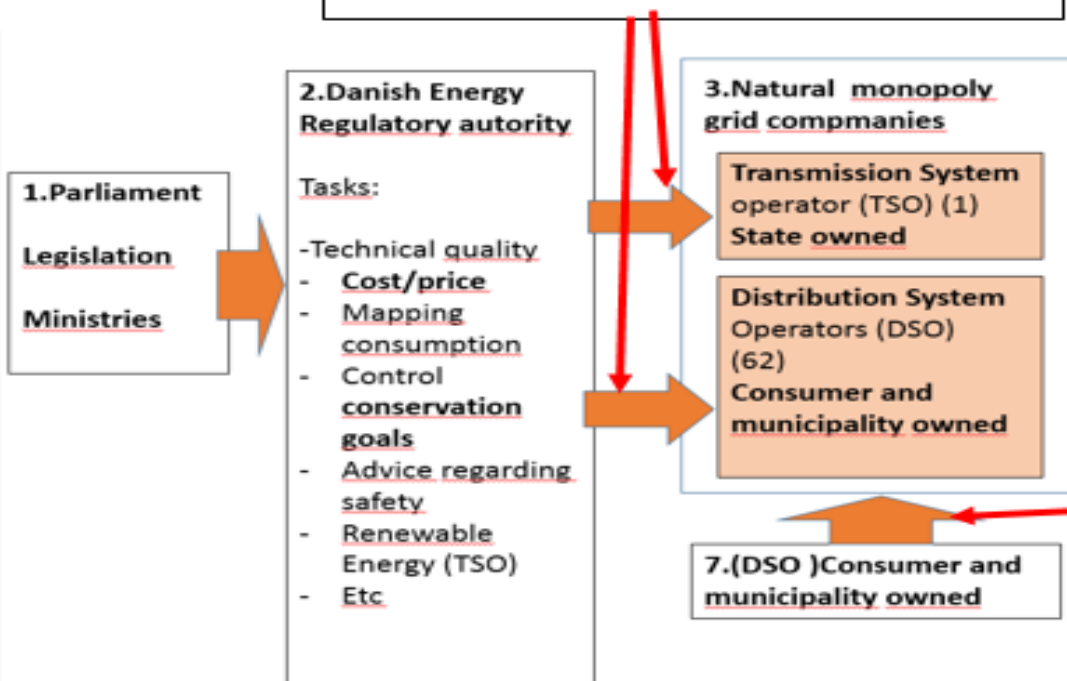 1.Parliament
Legislation
Ministries
2.Danish Energy
Regulatory autority
Tasks:
-Technical quality
- Cost/price
- Mapping
consumption
- Control
conservation
goals
- Advice regarding
safety
- Renewable
Energy (TSO)
- Etc
3.Natural monopoly
grid compmanies
Transmission System
operator (TSO) (1)
State owned
Distribution System
Operators (DSO)
(62)
Consumer and
municipality owned
7.(DSO )Consumer and
municipality owned